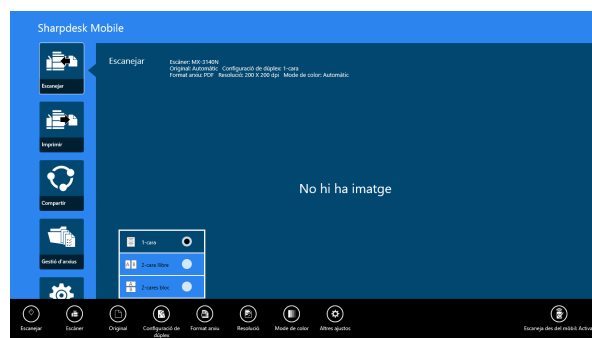 Sharpdesk Mobile
Escanejar
Escanejar
Escàner: MX-3140N
Original: Automàtic Configuració de dúplex: 1-cara
Format arxiu: PDF Resolució: 200 X 200 dpi Mode de color: Automàtic
Imprimir
No hi ha imatge
Compartir
Gestió d'arxius
1-cara
2-cares llibre
2-cares bloc
Escanejar
Escàner
Original
Configuració de dúplex
Format arxiu
Resolució
Mode de color
Altres ajustos
Escaneja des del mòbil: Activa